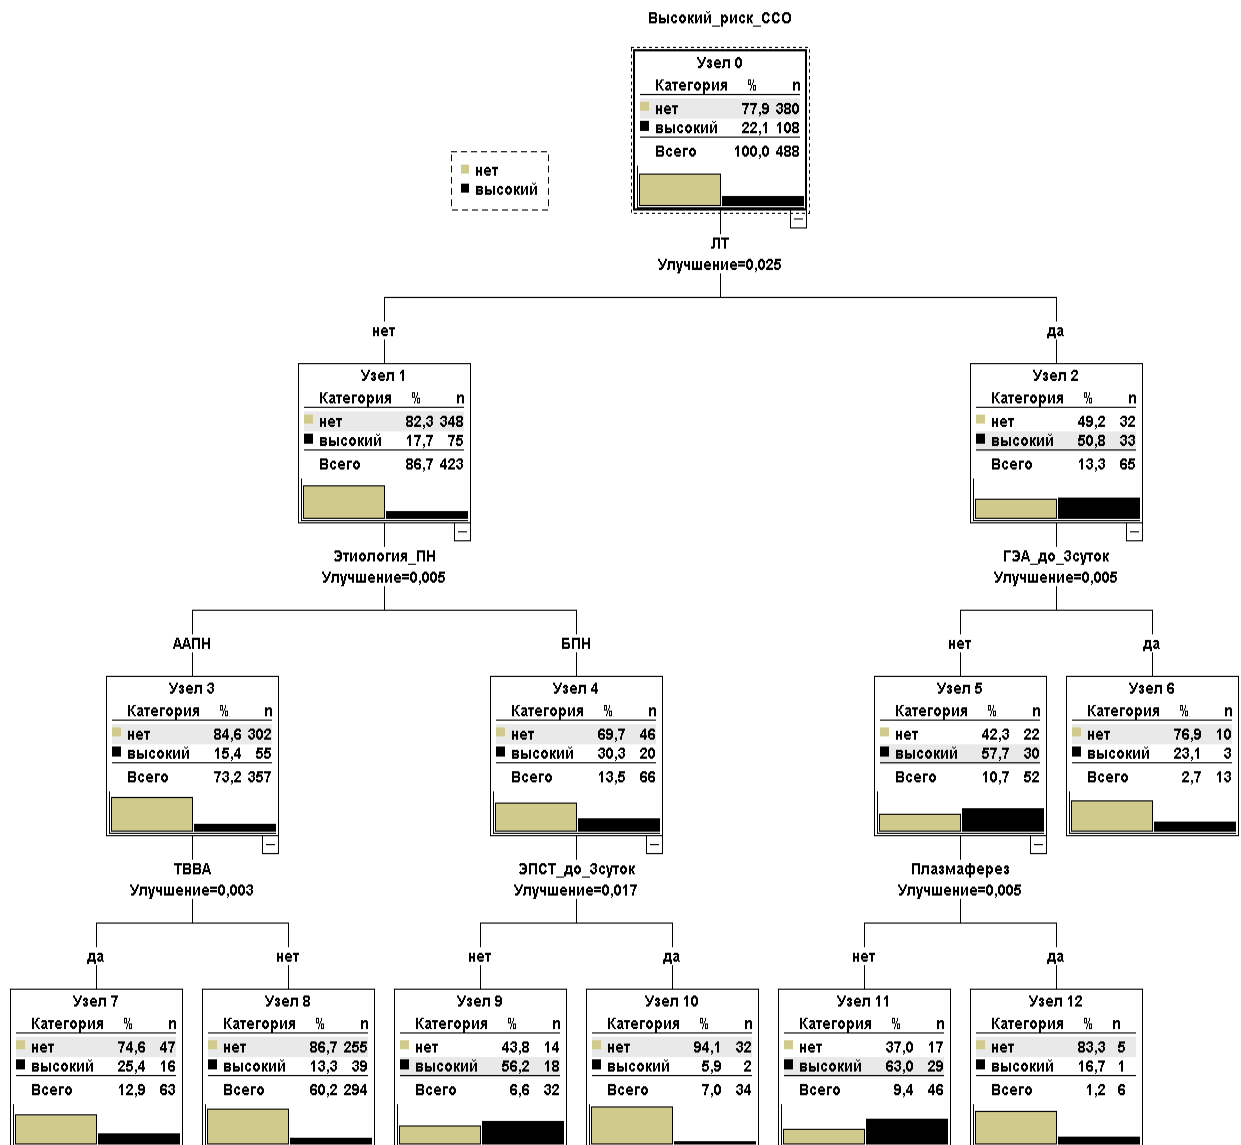 Высокий_риск_ССО
Узел 0
Категория % n
нет 77,9 380
высокий 22,1 108
Всего 100,0 488
нет
высокий
ЛТ
Улучшение=0,025
нет
да
Узел 1
Категория % n
нет 82,3 348
высокий 17,7 75
Всего 86,7 423
Узел 2
Категория % n
нет 49,2 32
высокий 50,8 33
Всего 13,3 65
Этиология_ПН
Улучшение=0,005
ГЭА_до_3суток
Улучшение=0,005
ААПН
БПН
нет
да
Узел 3
Категория % n
нет 84,6 302
высокий 15,4 55
Всего 73,2 357
Узел 4
Категория % n
нет 69,7 46
высокий 30,3 20
Всего 13,5 66
Узел 5
Категория % n
нет 42,3 22
высокий 57,7 30
Всего 10,7 52
Узел 6
Категория % n
нет 76,9 10
высокий 23,1 3
Всего 2,7 13
ТВВА
Улучшение=0,003
ЭПСТ_до_3суток
Улучшение=0,017
Плазмаферез
Улучшение=0,005
да
нет
нет
да
нет
да
Узел 7
Категория % n
нет 74,6 47
высокий 25,4 16
Всего 12,9 63
Узел 8
Категория % n
нет 86,7 255
высокий 13,3 39
Всего 60,2 294
Узел 9
Категория % n
нет 43,8 14
высокий 56,2 18
Всего 6,6 32
Узел 10
Категория % n
нет 94,1 32
высокий 5,9 2
Всего 7,0 34
Узел 11
Категория % n
нет 37,0 17
высокий 63,0 29
Всего 9,4 46
Узел 12
Категория % n
нет 83,3 5
высокий 16,7 1
Всего 1,2 6